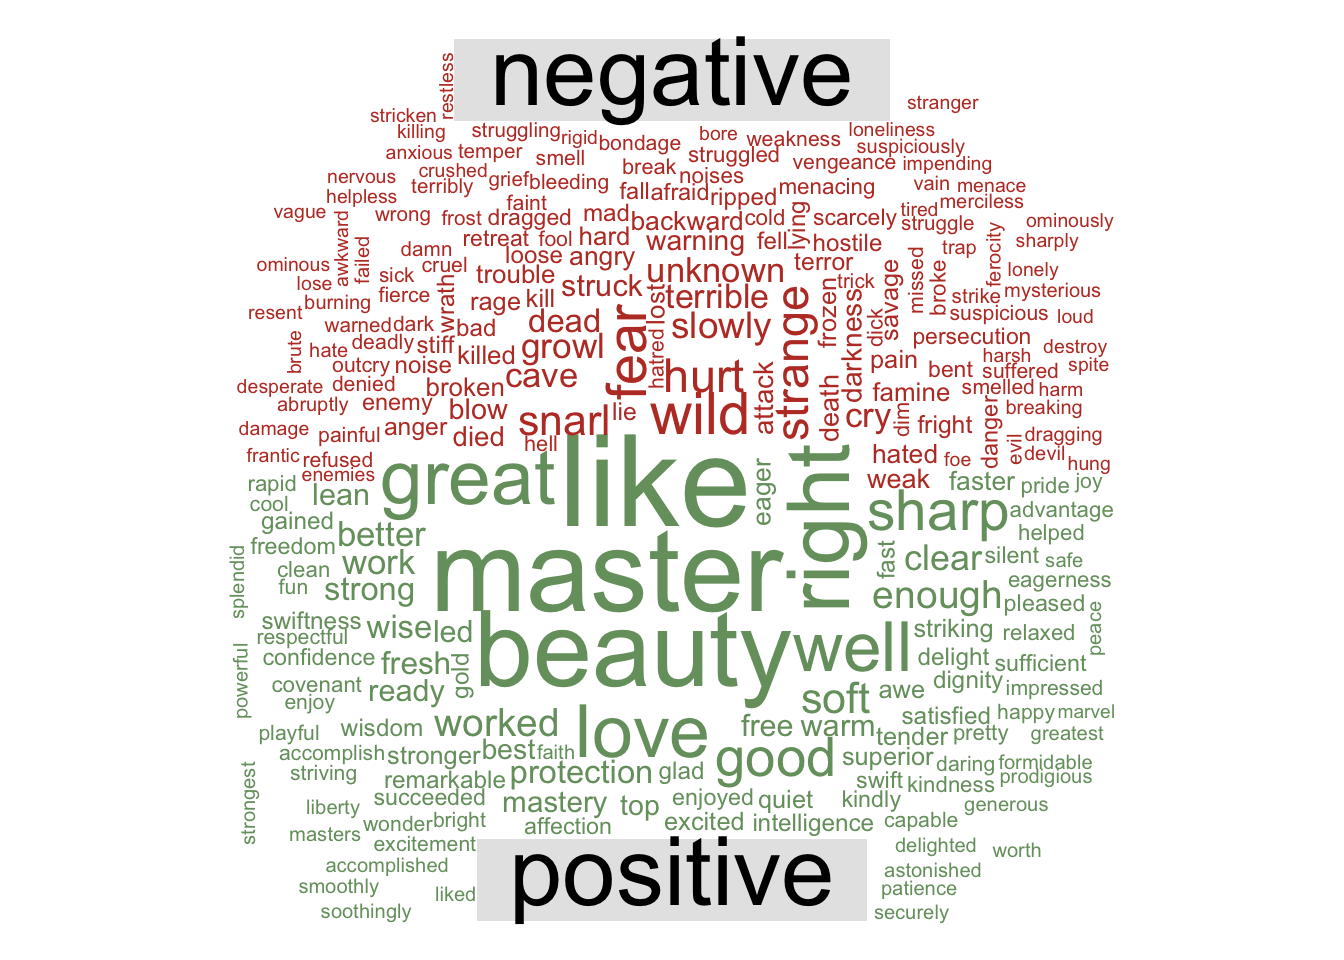 negative
restless
stranger
stricken
killing struggling rigid bondage bore weakness loneliness
anxious temper smell break struggled vengeance suspiciously impending
nervous crushed terribly grief bleeding noises menacing vain menace
helpless faint fall afraid ripped merciless
vague awkward wrong frost dragged mad backward cold lying scarcely tired struggle ominously
damn retreat fool hard warning fell hostile trap ferocity sharply
ominous failed sick cruel loose angry unknown terror trick missed broke lonely
lose fierce wrath trouble struck lost terrible savage strike mysterious
resent burning rage kill strange frozen suspicious loud
warned dark bad dead fear slowly darkness dick persecution
brute hate deadly stiff killed growl hatred pain harsh destroy
outcry noise cave hurt attack bent suffered spite
desperate denied broken death famine smelled harm
abruptly enemy blow snarl lie wild cry dim fright danger breaking
damage painful anger died hell evil dragging
frantic refused hated foe devil
enemies weak hung
rapid lean great like eager right faster pride joy
cool sharp advantage
gained better helped
freedom work master fast clear silent safe
splendid clean eagerness
fun strong enough pleased
swiftness wise led beauty well striking relaxed peace
respectful
confidence fresh gold delight sufficient
powerful covenant ready soft awe dignity impressed
enjoy satisfied happy marvel
playful wisdom worked love free warm tender pretty greatest
accomplish stronger best faith good superior daring formidable
striving remarkable protection glad swift kindness prodigious
strongest liberty succeeded mastery top enjoyed quiet kindly generous
masters wonder bright affection excited intelligence capable
excitement positive delighted worth
accomplished astonished
smoothly liked patience
soothingly securely